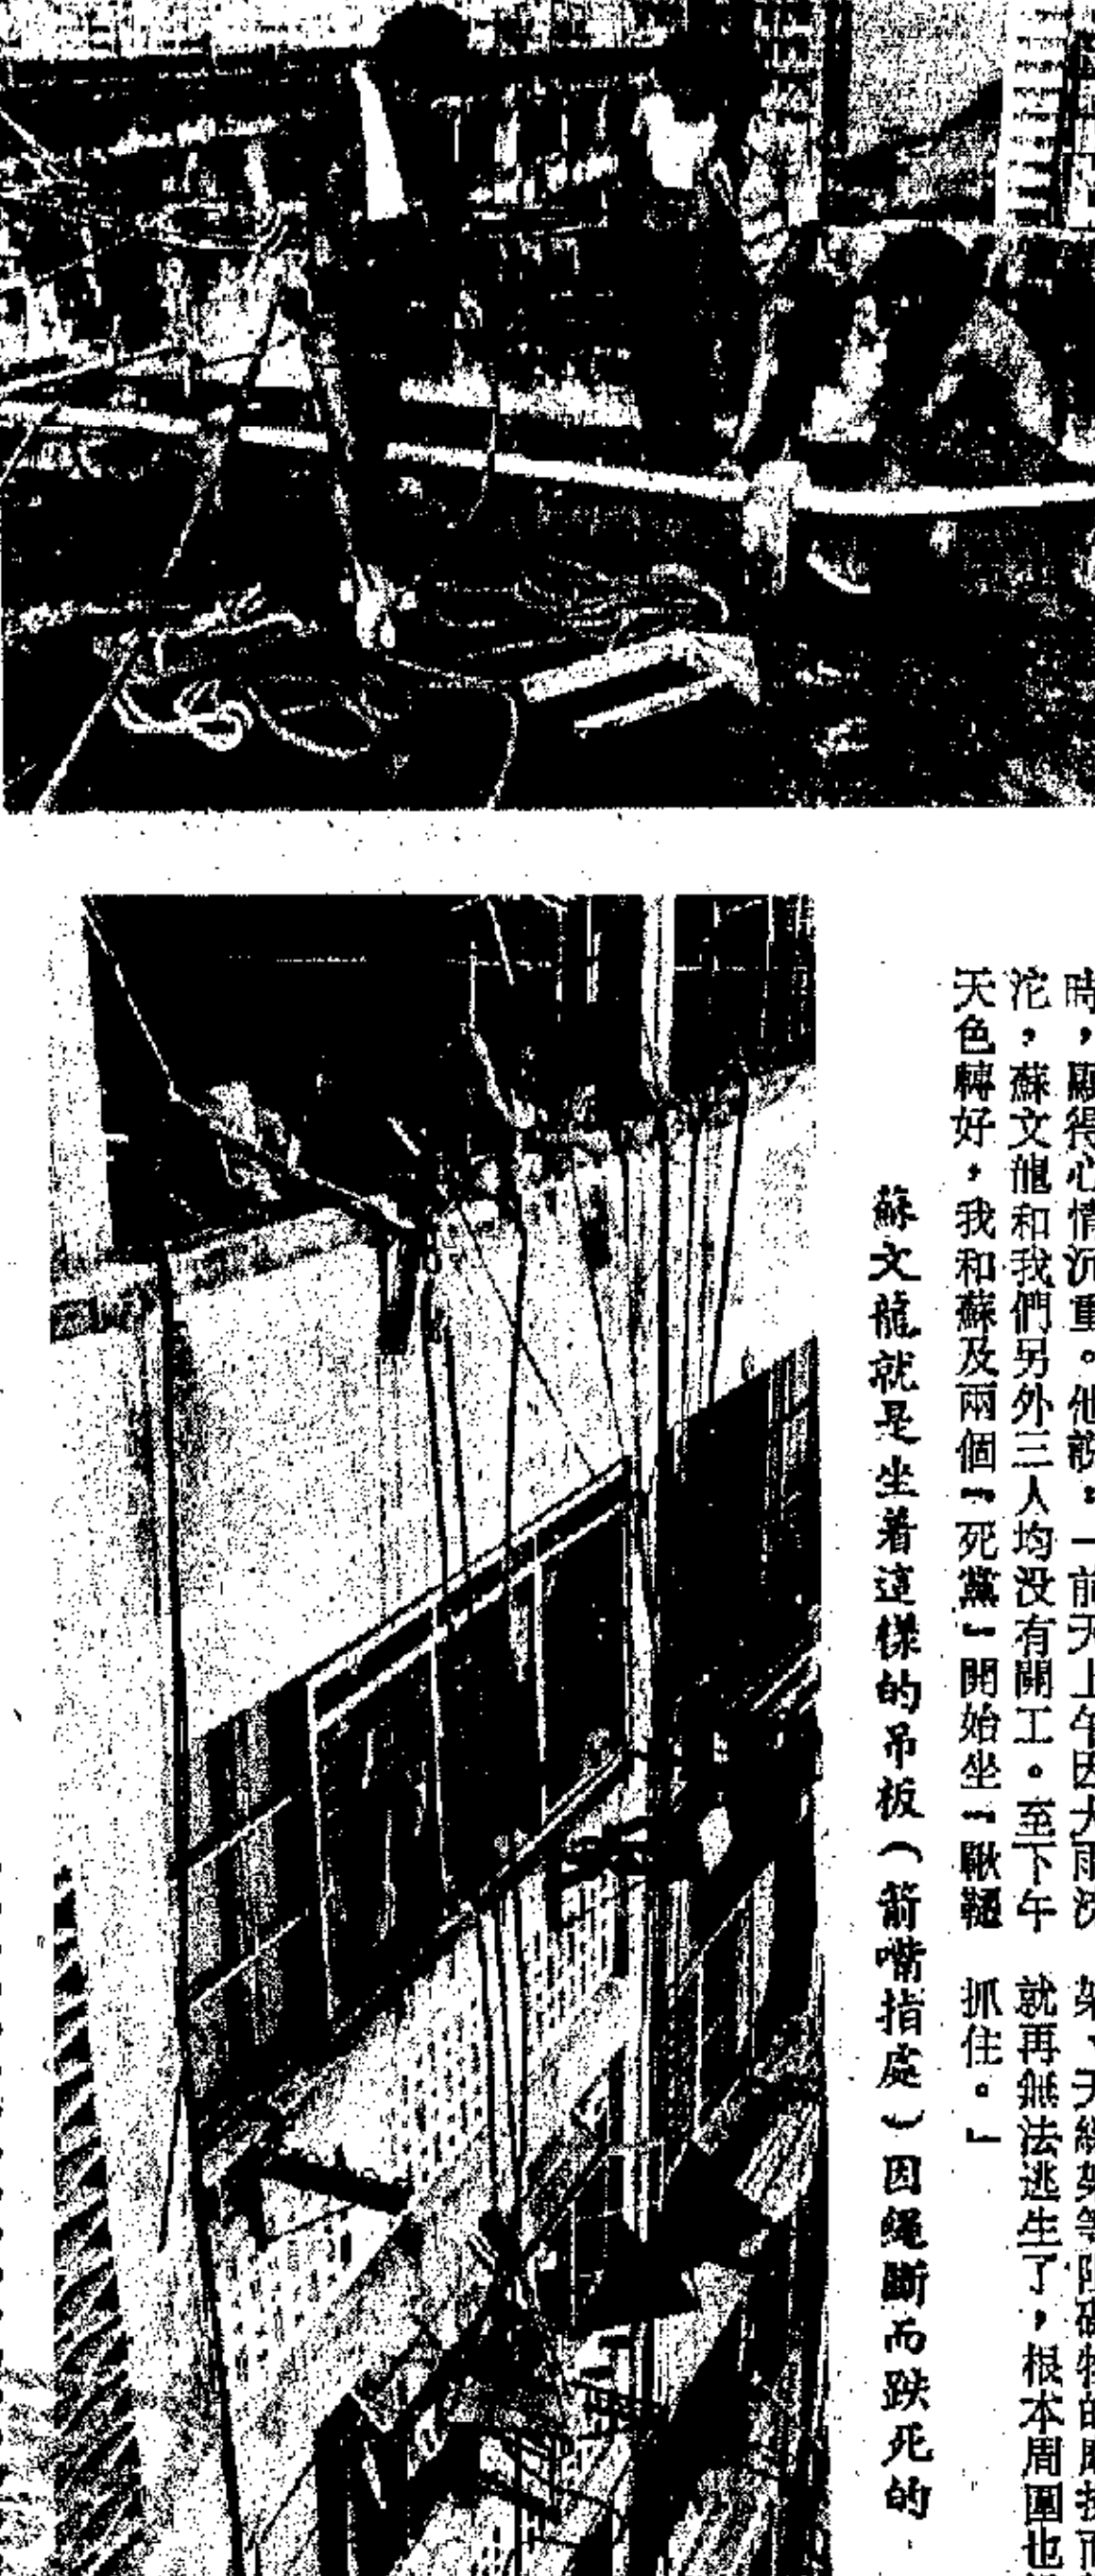 時，顯得心情沉重。他說：一前天上午因大雨
沱，蘇文龍和我們另外三人均没有開工。至下午
天色轉好，我和蘇及兩個「死黨」開始坐「鞦韆
就再無法逃生了，根本周圍也
抓住。」
蘇文龍就是坐着這樣的吊板（箭嘴指處）因繩斷而跌死的